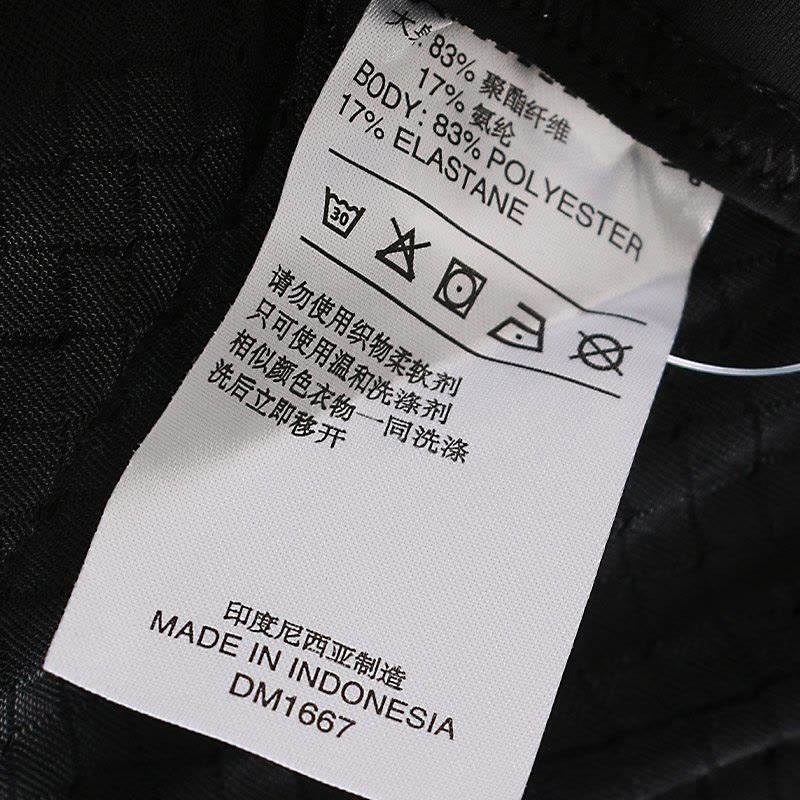 大身: 83% 聚酯纤维
17% 氨纶
BODY: 83% POLYESTER
17% ELASTANE
30
请勿使用织物柔软剂
只可使用温和洗涤剂
相似颜色衣物一同洗涤
洗后立即移开
印度尼西亚制造
MADE IN INDONESIA
DM1667